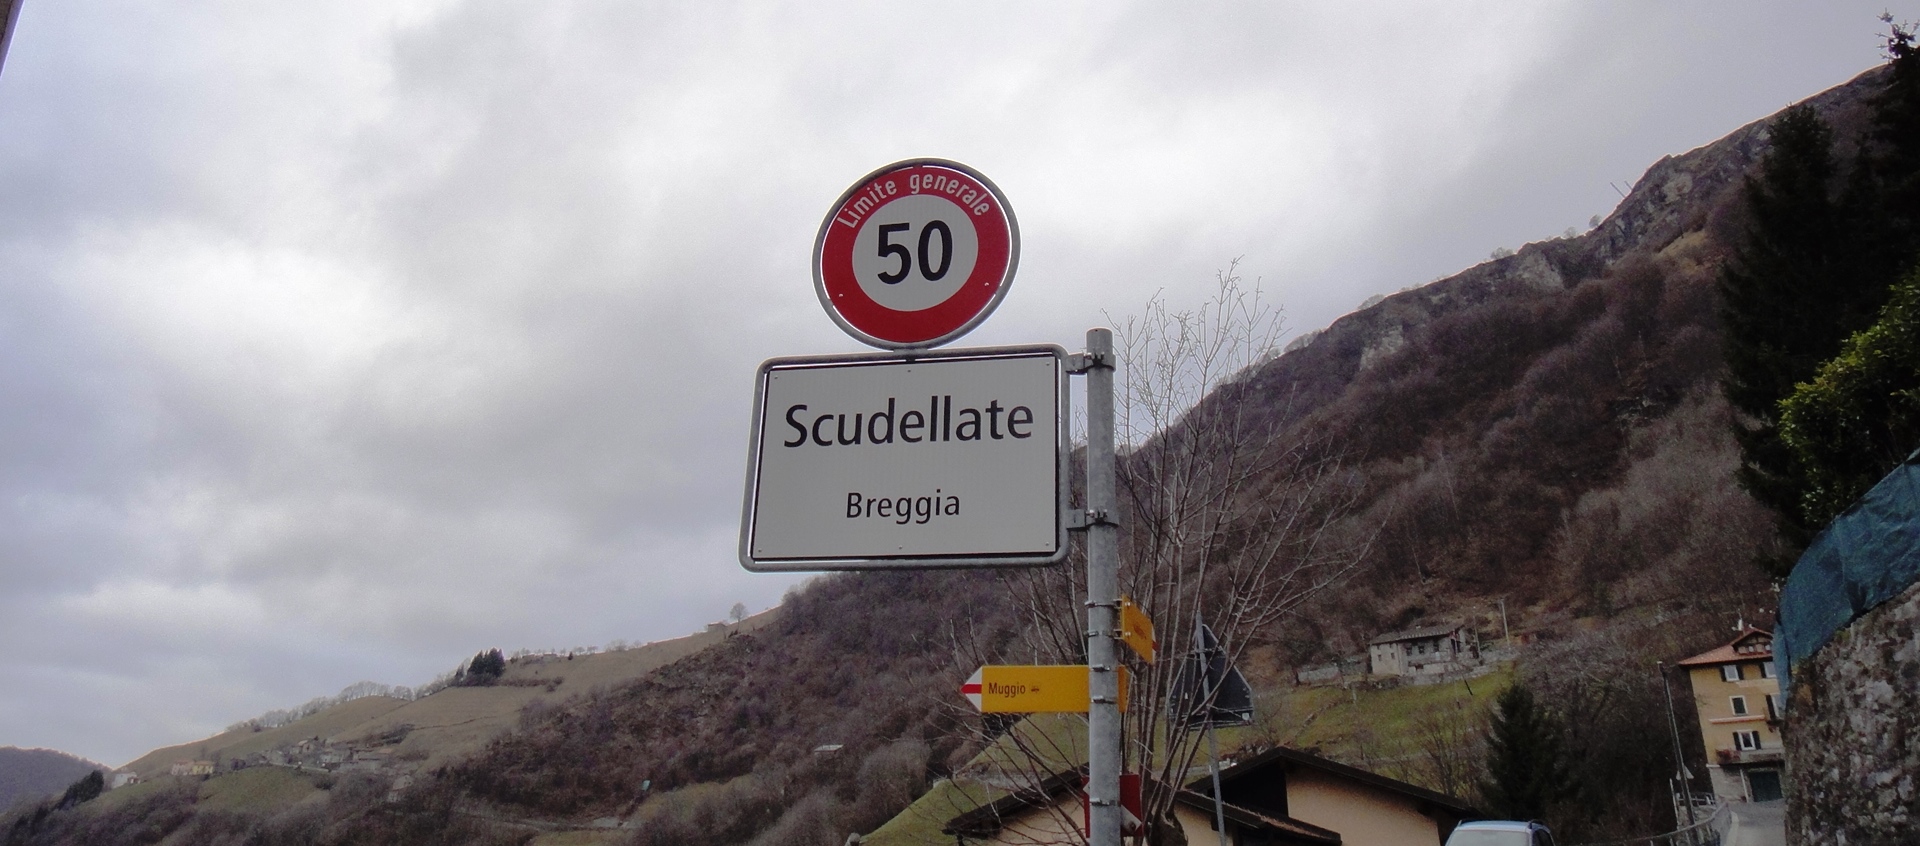 Limite generale
50
Scudellate
Breggia
Muggio